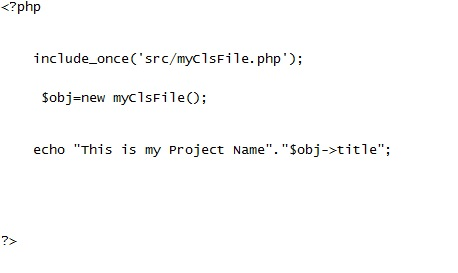 <?php
include_once('src/myClsFile.php');
$obj=new myClsFile();
echo "This is my Project Name"."$obj->title";
?>